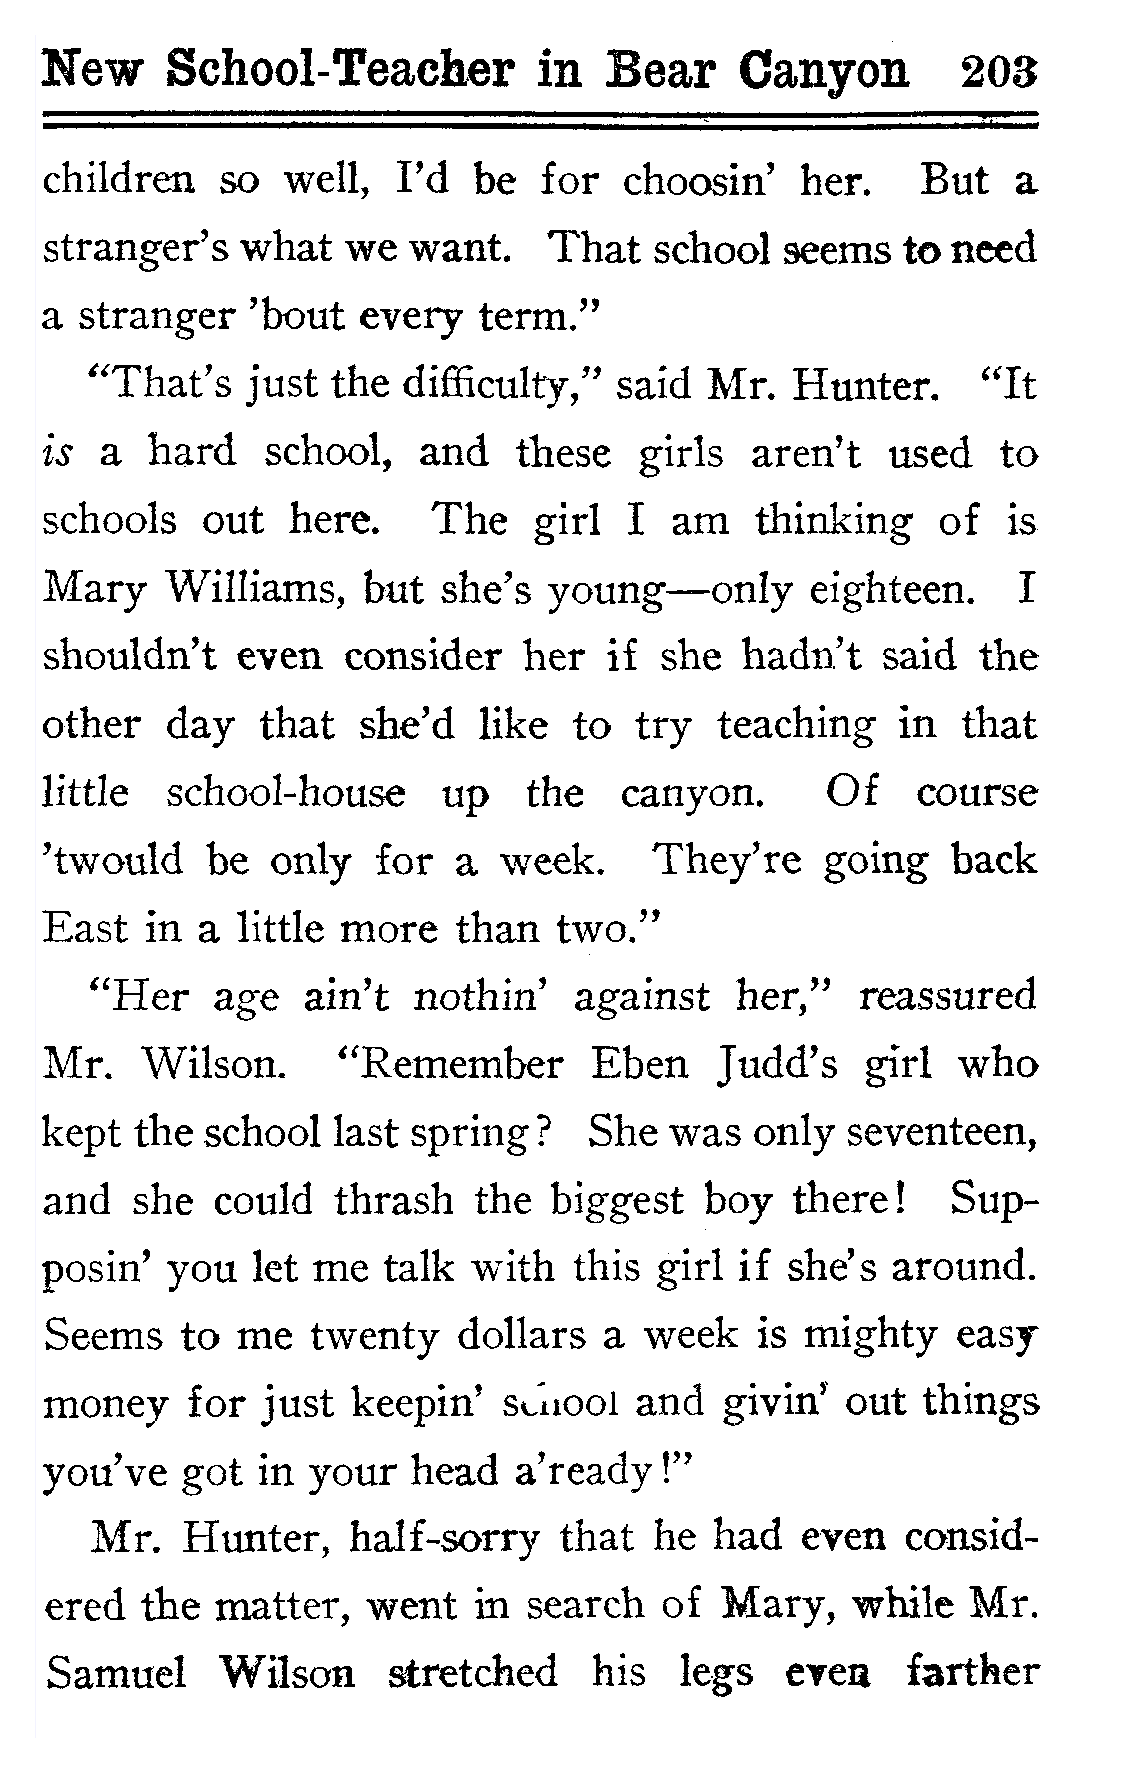 New School-Teacher in Bear Canyon 203
children so well, I’d be for choosin’ her. But a
stranger’s what we want. That school seems to need
a stranger ’bout every term.”
“That’s just the difficulty,” said Mr. Hunter. “It
is a hard school, and these girls aren’t used to
schools out here. The girl I am thinking of is
Mary Williams, but she’s young—only eighteen. I
shouldn’t even consider her if she hadn’t said the
other day that she’d like to try teaching in that
little school-house up the canyon. Of course
’twould be only for a week. They’re going back
East in a little more than two.”
“Her age ain’t nothin’ against her,” reassured
Mr. Wilson. “Remember Eben Judd’s girl who
kept the school last spring? She was only seventeen,
and she could thrash the biggest boy there! Sup-
posin’ you let me talk with this girl if she’s around.
Seems to me twenty dollars a week is mighty easy
money for just keepin’ school and givin’ out things
you’ve got in your head a’ready!”
Mr. Hunter, half-sorry that he had even consid-
ered the matter, went in search of Mary, while Mr.
Samuel Wilson stretched his legs even farther